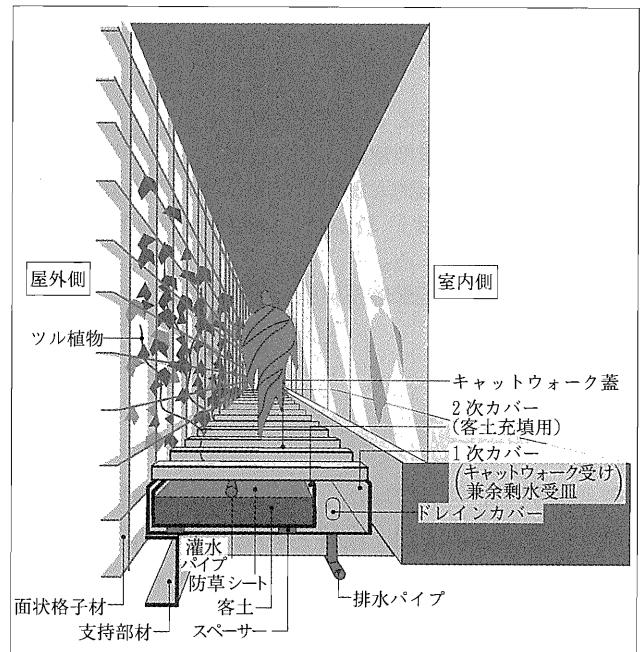 屋外側
室内側
ツル植物
キャットウォーク蓋
2次カバー
(客土充填用)
1次カバー
(キャットウォーク受け
兼余剰水受皿)
ドレインカバー
灌水
パイプ
防草シート
客土
スペーサー
排水パイプ
面状格子材
支持部材